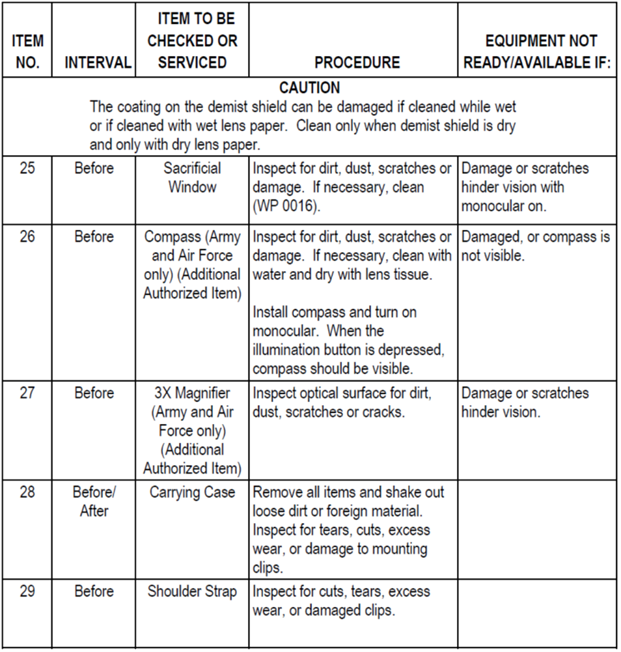 ITEM NO.
INTERVAL
ITEM TO BE
CHECKED OR
SERVICED
PROCEDURE
EQUIPMENT NOT
READY/AVAILABLE IF:
CAUTION
The coating on the demist shield can be damaged if cleaned while wet
or if cleaned with wet lens paper.  Clean only when demist shield is dry
and only with dry lens paper.
25
Before
Sacrificial
Window
Inspect for dirt, dust, scratches or
damage.  If necessary, clean
(WP 0016).
Damage or scratches
hinder vision with
monocular on.
26
Before
Compass (Army
and Air Force
only) (Additional
Authorized Item)
Inspect for dirt, dust, scratches or
damage.  If necessary, clean with
water and dry with lens tissue.
Install compass and turn on
monocular.  When the
illumination button is depressed,
compass should be visible.
Damaged, or compass is
not visible.
27
Before
3X Magnifier
(Army and Air
Force only)
(Additional
Authorized Item)
Inspect optical surface for dirt,
dust, scratches or cracks.
Damage or scratches
hinder vision.
28
Before/
After
Carrying Case
Remove all items and shake out
loose dirt or foreign material.
Inspect for tears, cuts, excess
wear, or damage to mounting
clips.
29
Before
Shoulder Strap
Inspect for cuts, tears, excess
wear, or damaged clips.